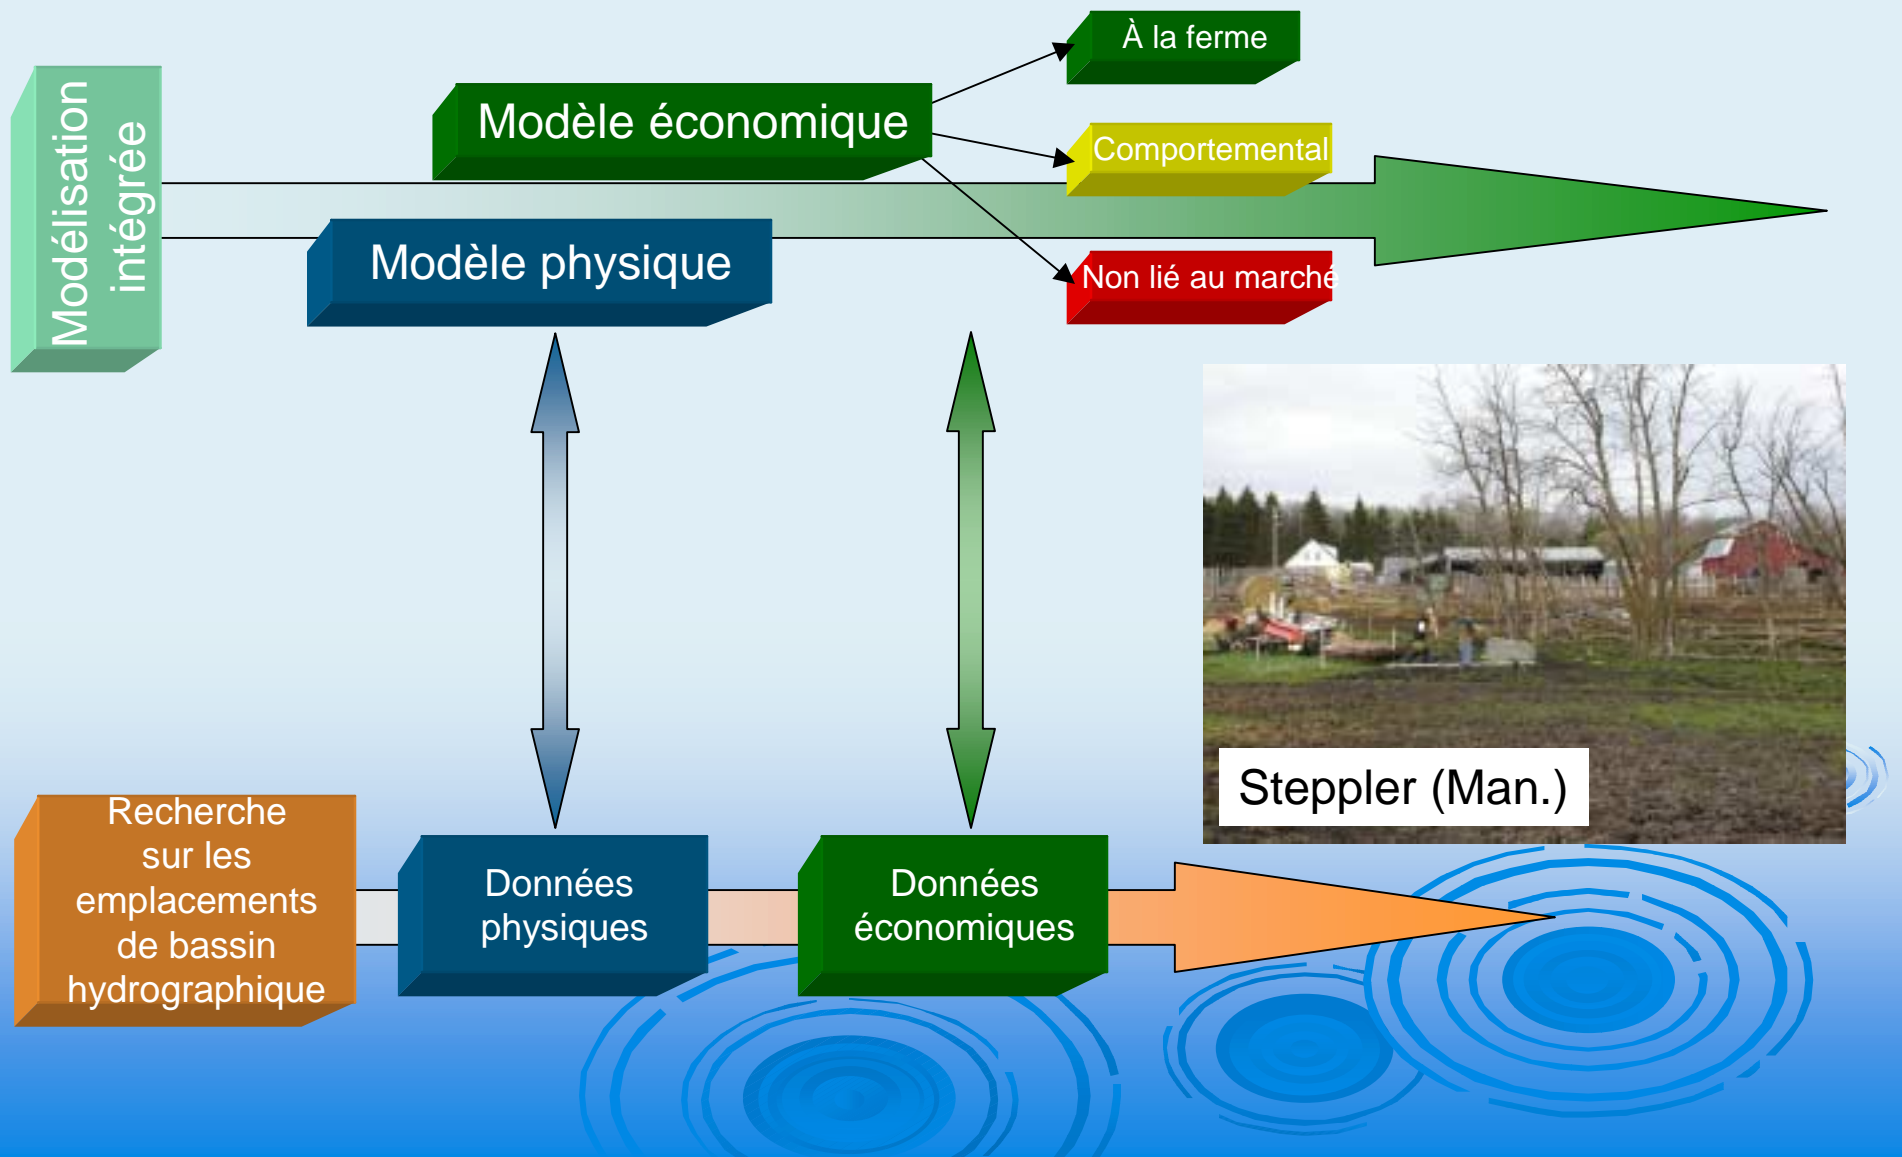 À la ferme
Modèle économique
Comportemental
Modélisation
intégrée
Modèle physique
Non lié au marché
Steppler (Man.)
Recherche
sur les
emplacements
de bassin
hydrographique
Données
physiques
Données
économiques